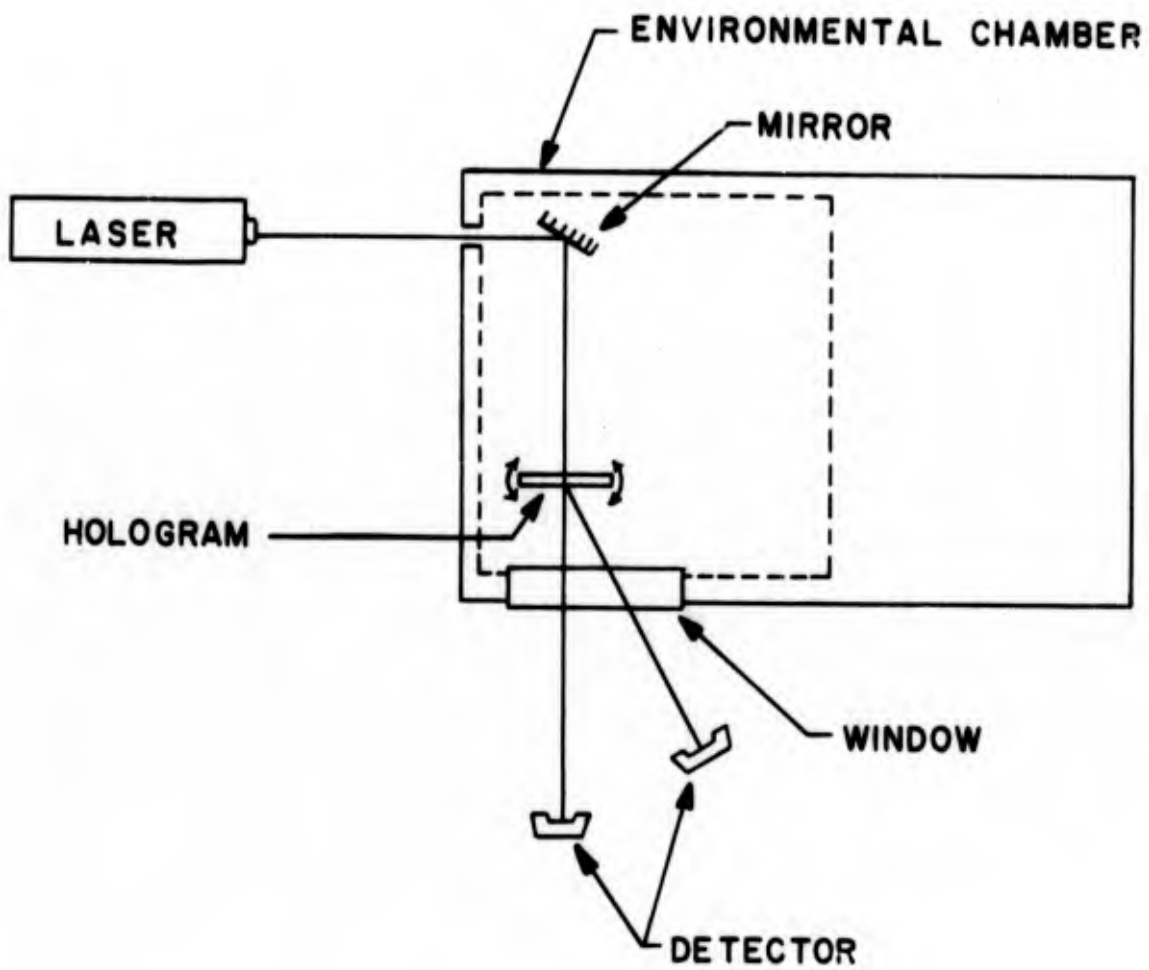 ENVIRONMENTAL CHAMBER
MIRROR
LASER
HOLOGRAM
WINDOW
DETECTOR